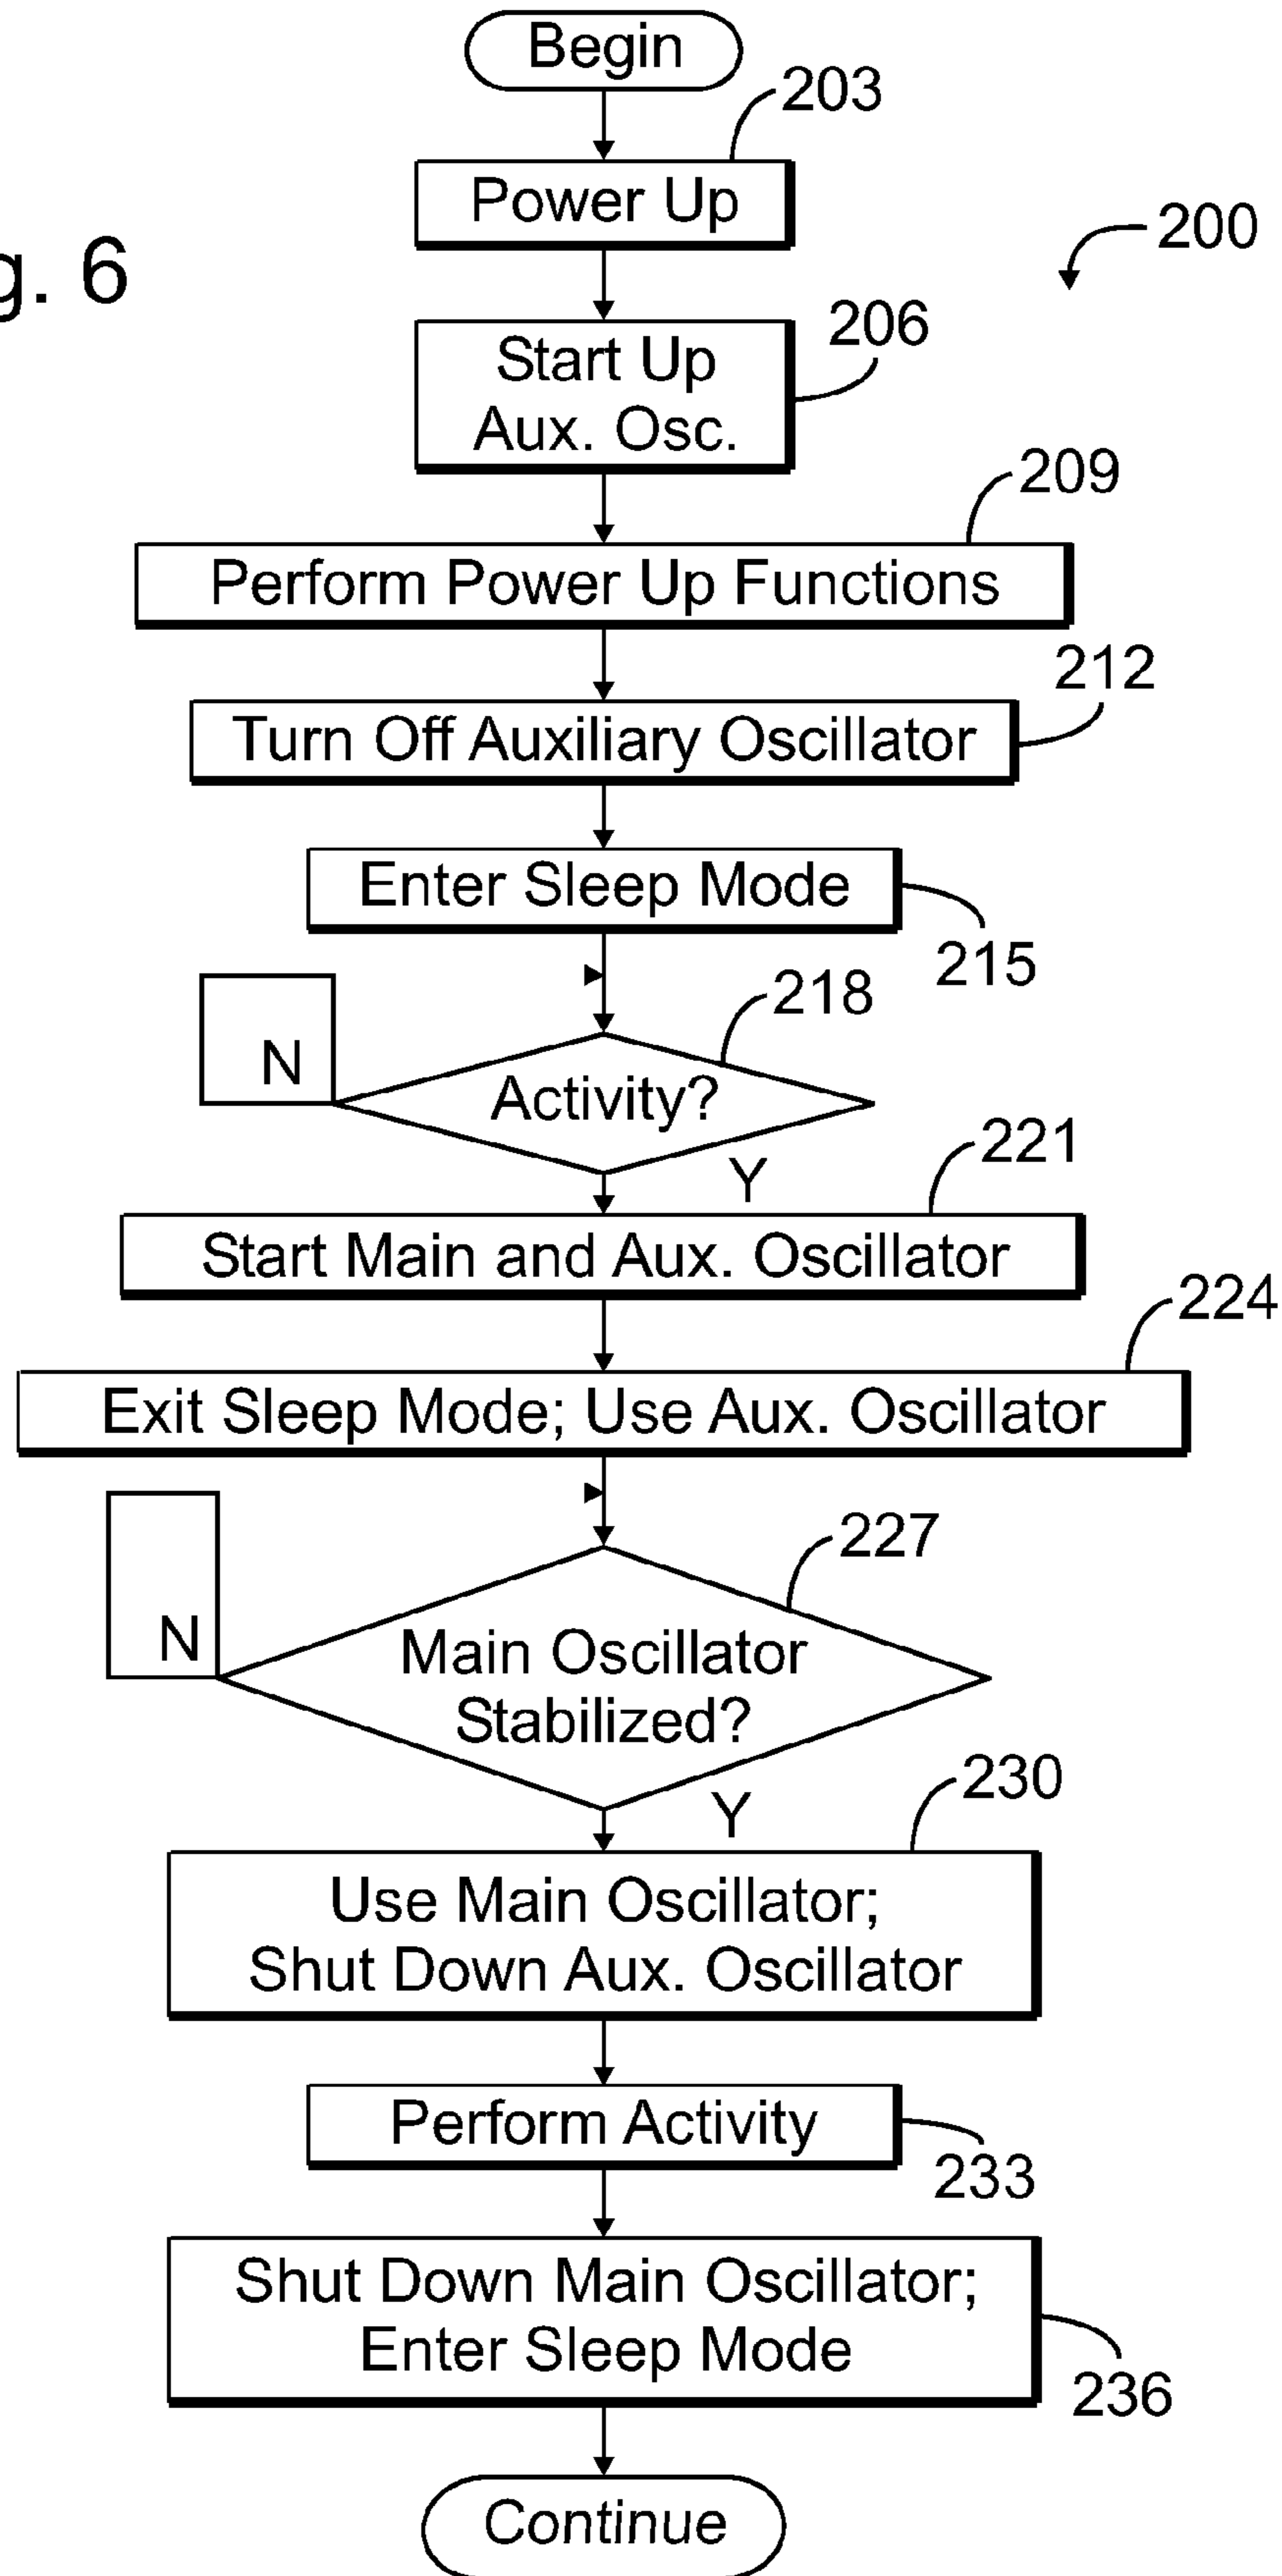 Begin
203
Power Up
200
g. 6
206
Start Up
Aux. Osc.
209
Perform Power Up Functions
212
Turn Off Auxiliary Oscillator
Enter Sleep Mode
215
218
N
Activity?
Y
221
Start Main and Aux. Oscillator
224
Exit Sleep Mode; Use Aux. Oscillator
227
N
Main Oscillator
Stabilized?
Y
230
Use Main Oscillator;
Shut Down Aux. Oscillator
Perform Activity
233
Shut Down Main Oscillator;
Enter Sleep Mode
236
Continue